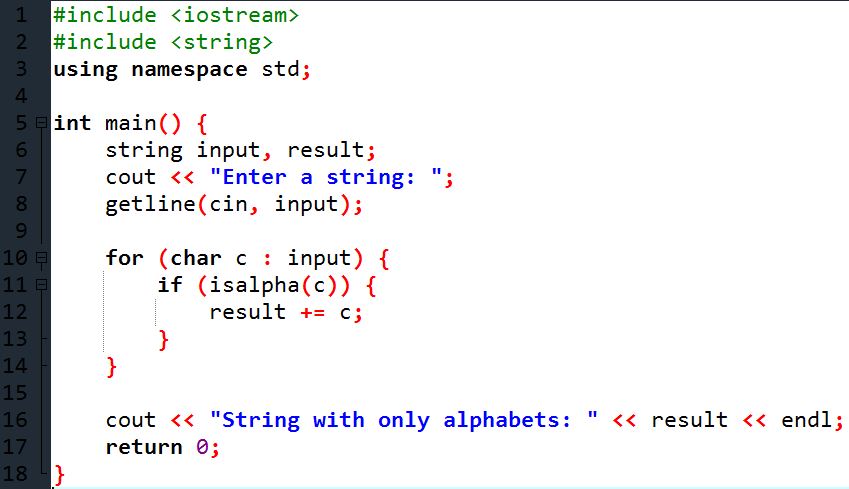 1 #include <iostream>
2 #include <string>
3 using namespace std;
4
5 int main() {
6     string input, result;
7     cout << "Enter a string: ";
8     getline(cin, input);
9
10     for (char c : input) {
11         if (isalpha(c)) {
12             result += c;
13         }
14     }
15
16     cout << "String with only alphabets: " << result << endl;
17     return 0;
18 }